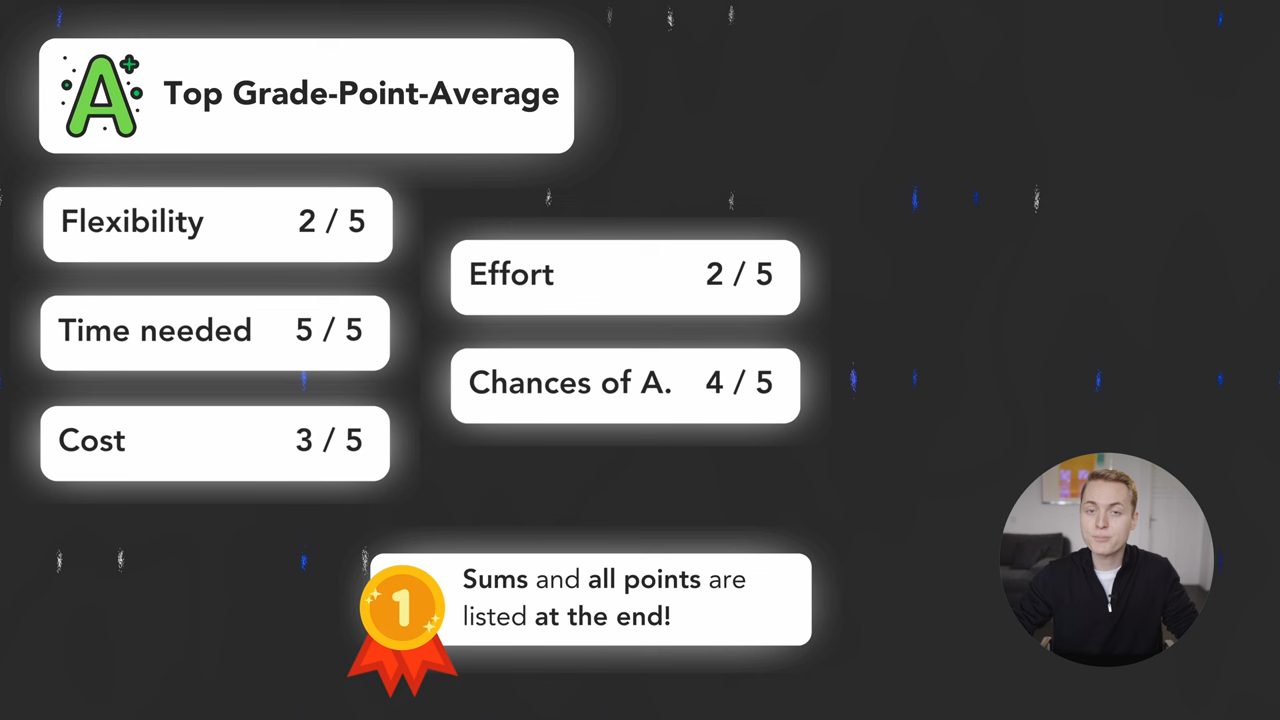 A
Top Grade-Point-Average
Flexibility 2 / 5
Time needed 5 / 5
Cost 3 / 5
Effort 2 / 5
Chances of A. 4 / 5
1
Sums and all points are
listed at the end!